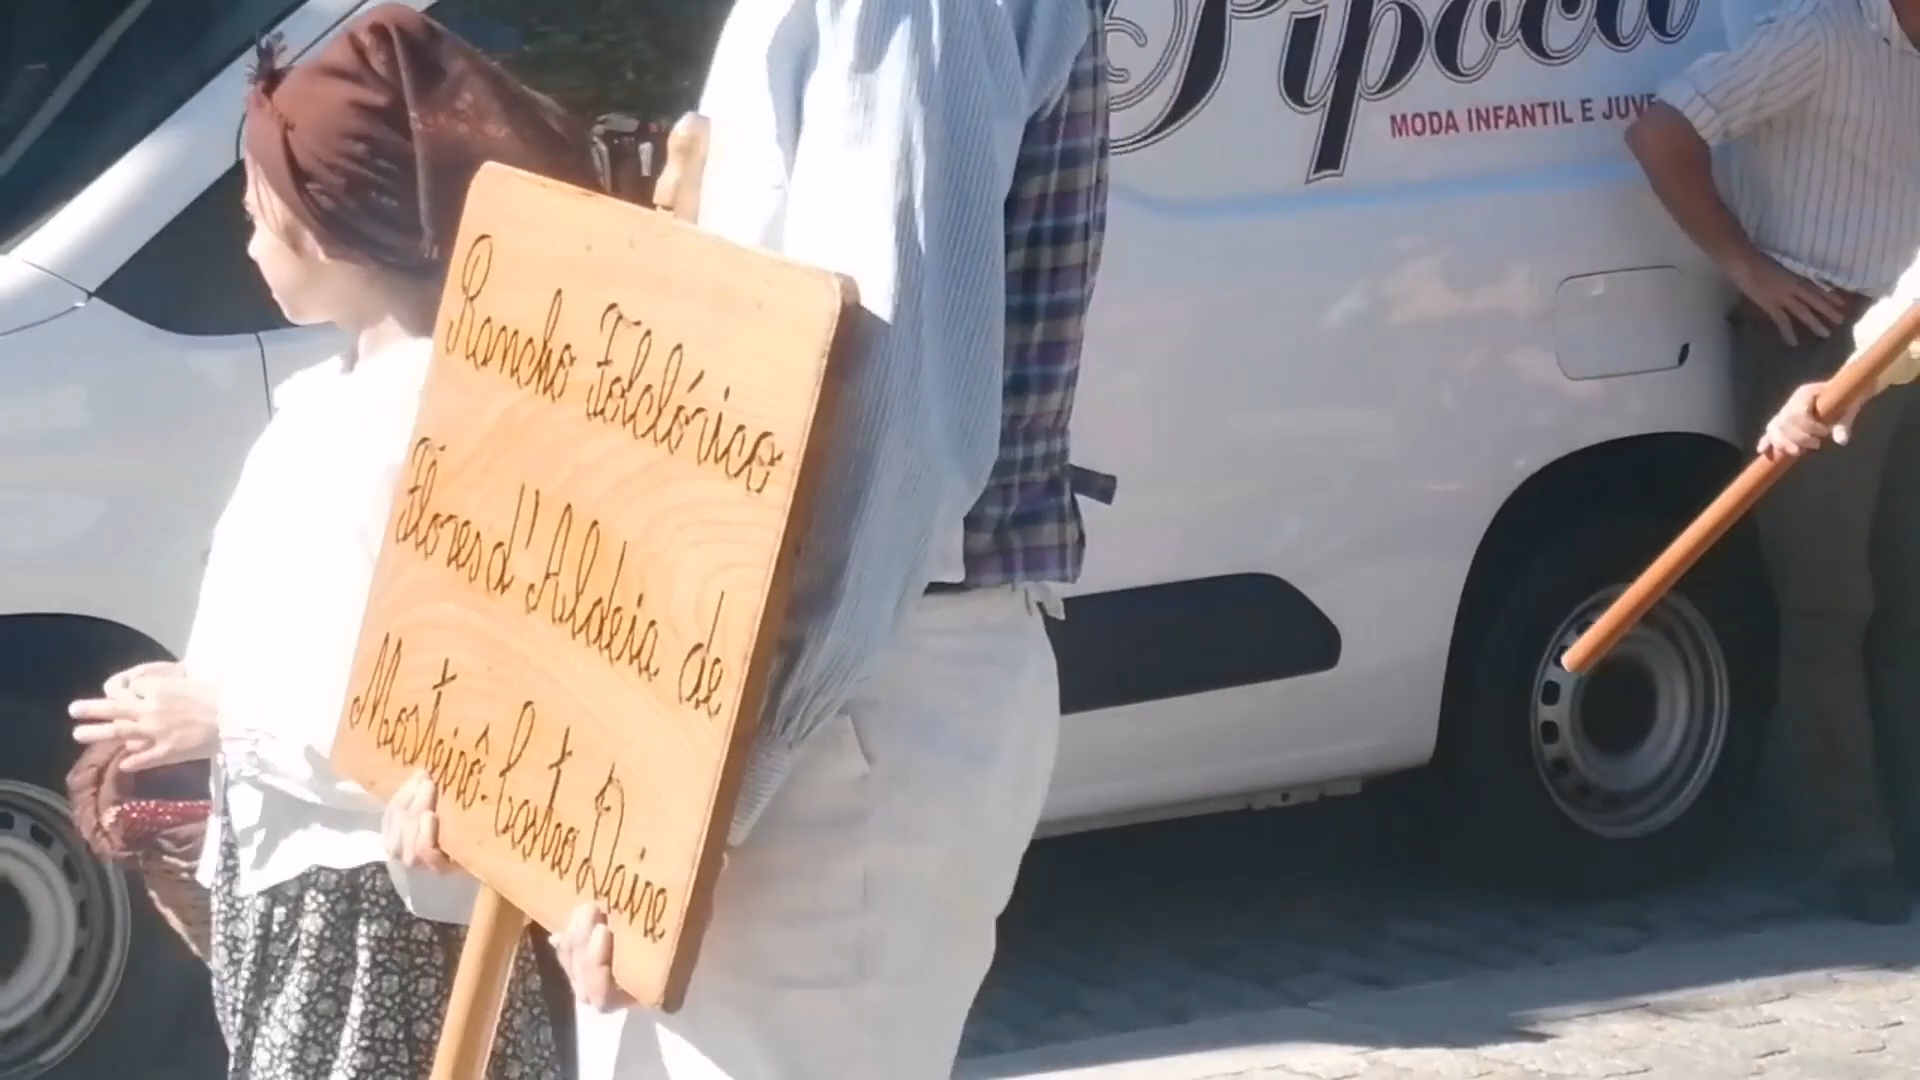 Pipoca
MODA INFANTIL E JUVE
Rancho Folclórico
Flores d'Aldeia de
Mosteirô-Castro Daire